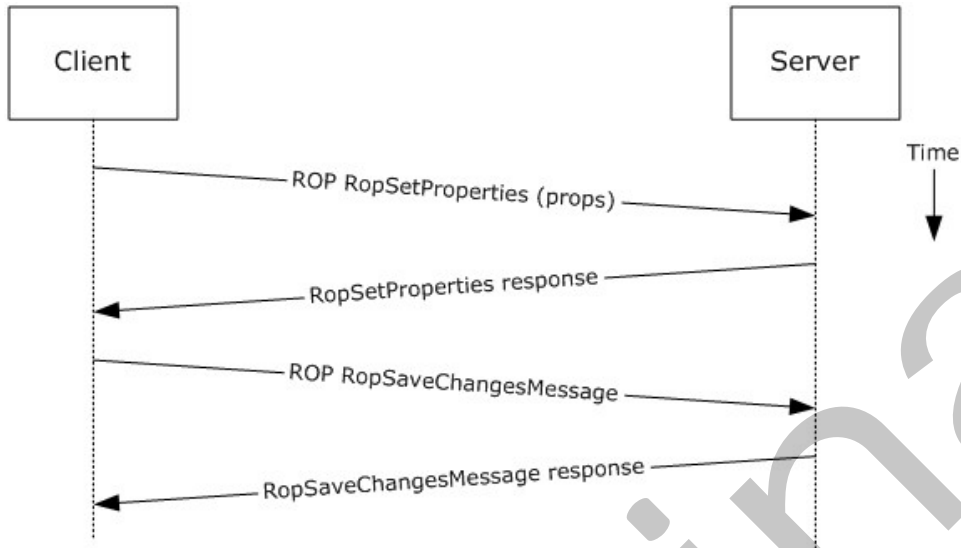 Client
Server
Time
ROP RopSetProperties (props)
RopSetProperties response
ROP RopSaveChangesMessage
RopSaveChangesMessage response